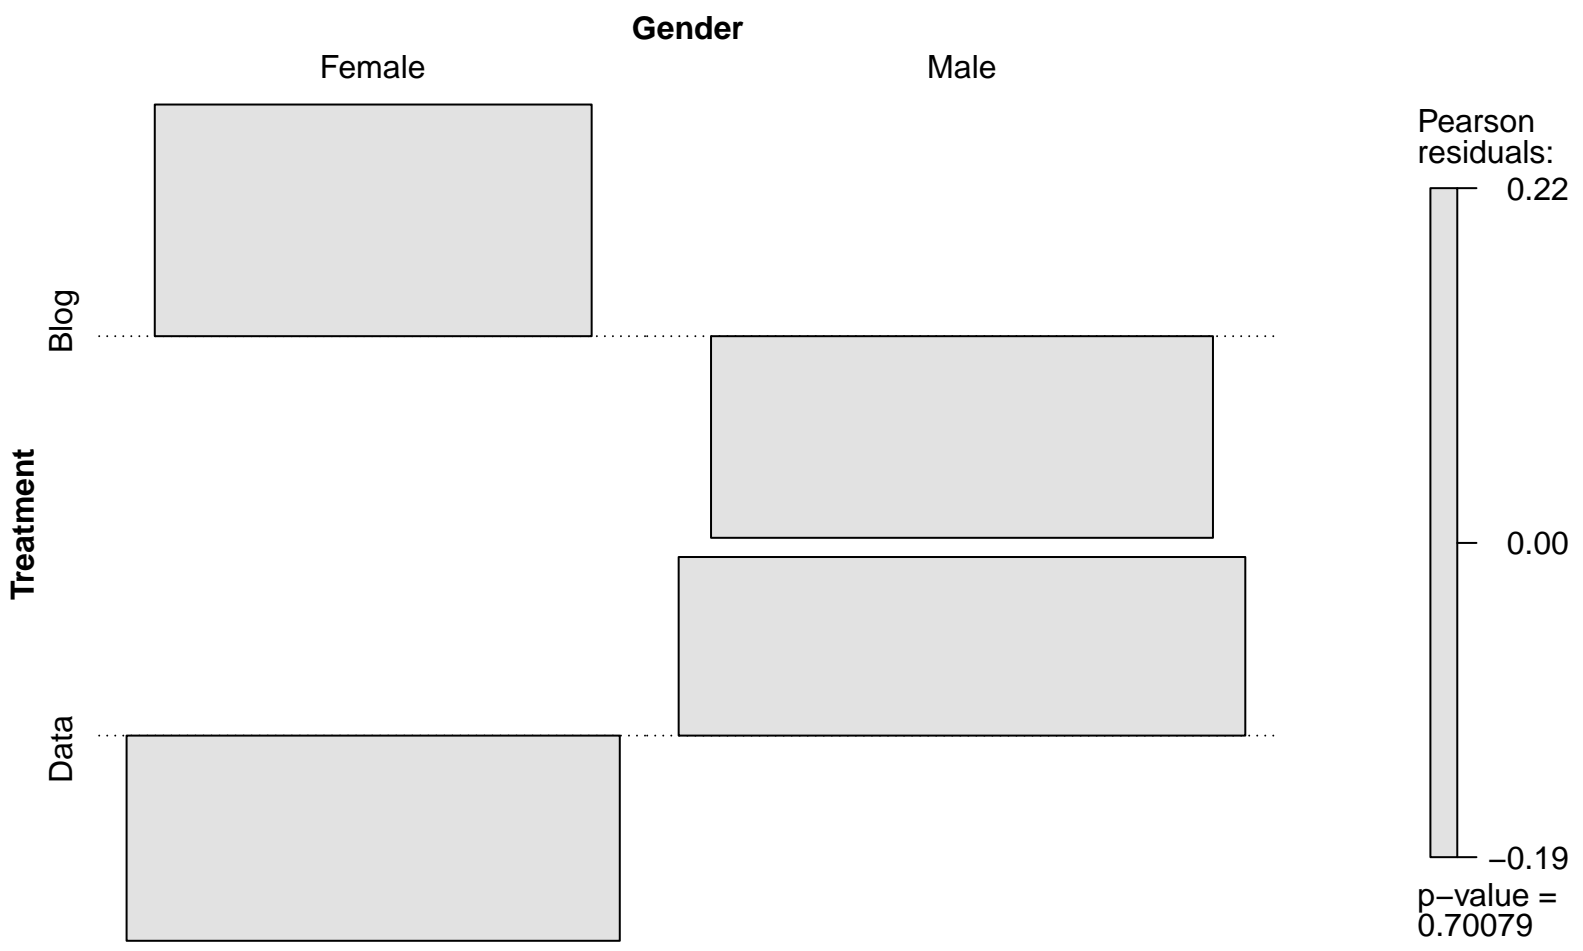 Gender
Female
Male
Blog
Treatment
Data
Pearson
residuals:
0.22
0.00
−0.19
p−value =
0.70079